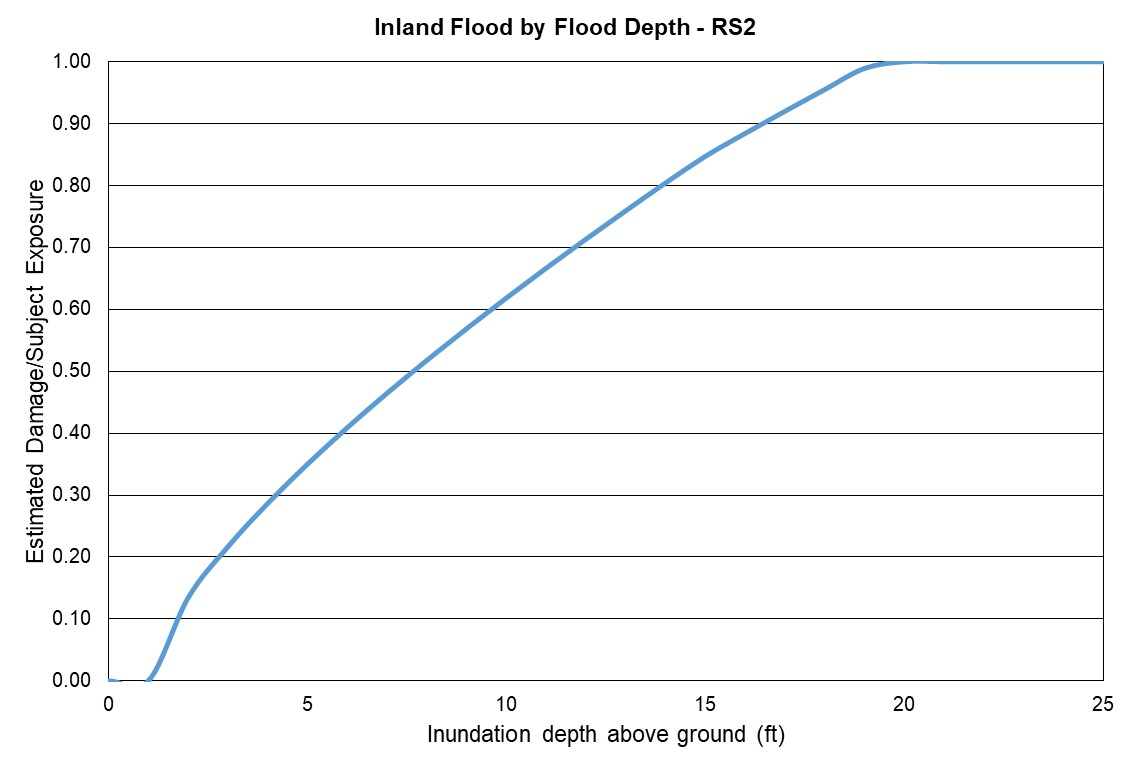 Inland Flood by Flood Depth - RS2
1.00
0.90
0.80
0.70
0.60
0.50
0.40
0.30
0.20
0.10
0.00
Estimated Damage/Subject Exposure
0 5 10 15 20 25
Inundation depth above ground (ft)